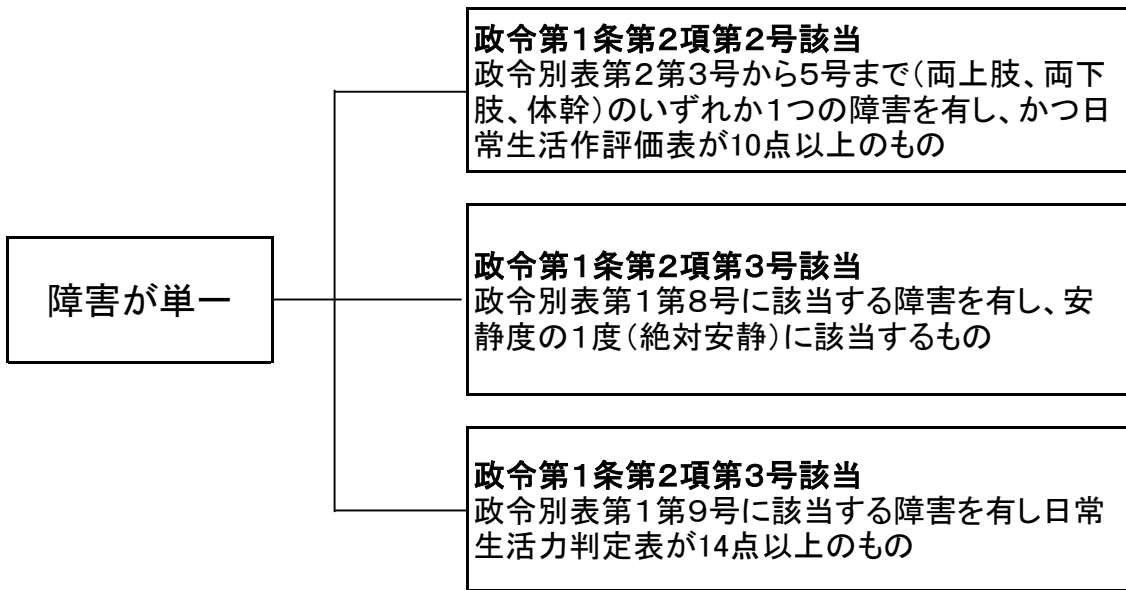 政令第1条第2項第2号該当
政令別表第2第3号から5号まで(両上肢、両下
肢、体幹)のいずれか1つの障害を有し、かつ日
常生活作評価表が10点以上のもの
障害が単一
政令第1条第2項第3号該当
政令別表第1第8号に該当する障害を有し、安
静度の1度(絶対安静)に該当するもの
政令第1条第2項第3号該当
政令別表第1第9号に該当する障害を有し日常
生活力判定表が14点以上のもの